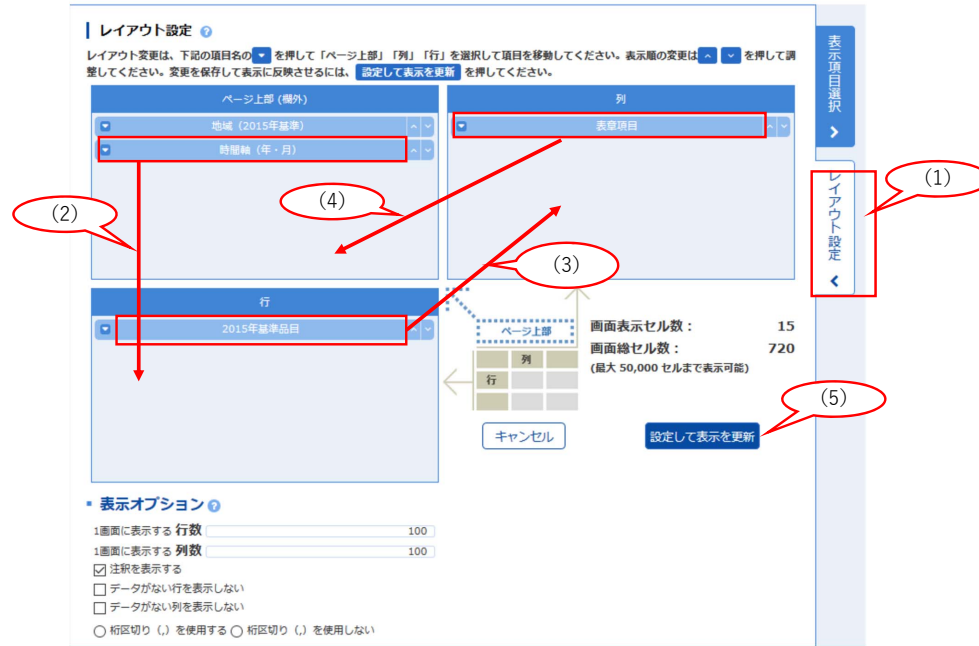 レイアウト設定
レイアウト変更は、下記の項目名の を押して「ページ上部」「列」「行」を選択して項目を移動してください。表示順の変更は を押して調
整してください。変更を保存して表示に反映させるには、 設定して表示を更新 を押してください。
ページ上部 (欄外)
地域（2015年基準）
時間軸（年・月）
列
表章項目
表示項目選択
レイアウト設定
(1)
(2)
(4)
(3)
行
2015年基準品目
ページ上部
列
行
画面表示セル数： 15
画面総セル数： 720
(最大 50,000 セルまで表示可能)
(5)
キャンセル
設定して表示を更新
表示オプション
1画面に表示する 行数 100
1画面に表示する 列数 100
注釈を表示する
データがない行を表示しない
データがない列を表示しない
桁区切り（,）を使用する 桁区切り（,）を使用しない